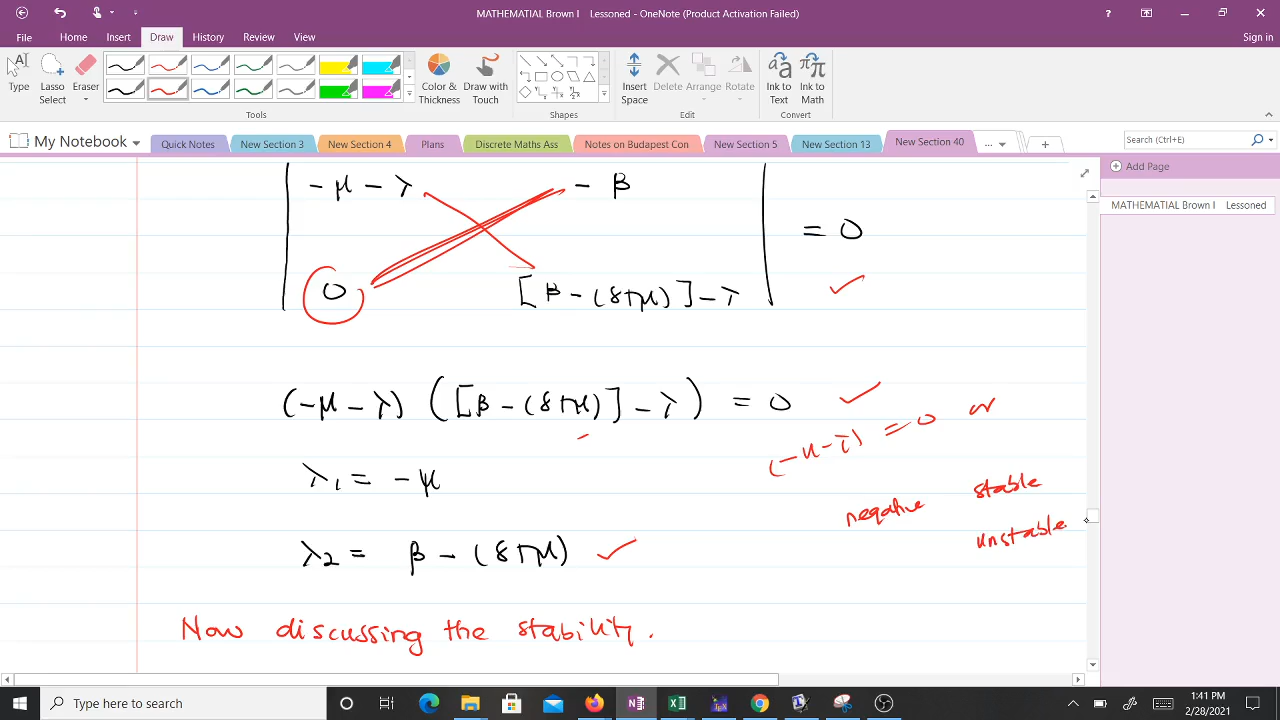 MATHEMATIAL Brown I    Lessoned - OneNote (Product Activation Failed)
File Home Insert Draw History Review View Sign in
Type Lasso Select Eraser Color & Thickness Draw with Touch Insert Space Delete Arrange Rotate Ink to Text Ink to Math
Tools Shapes Edit Convert
My Notebook Quick Notes New Section 3 New Section 4 Plans Discrete Maths Ass Notes on Budapest Con New Section 5 New Section 13 New Section 40 ... Search (Ctrl+E)
Add Page
MATHEMATIAL Brown I    Lessoned
-μ-λ    -β
= 0
0    [β-(δ+μ)]-λ
(-μ-λ) ([β-(δ+μ)]-λ) = 0
(-μ-λ) = 0 or
λ1 = -μ
negative stable
unstable
λ2 = β-(δ+μ)
Now discussing the stability.
Type here to search
1:41 PM
2/28/2021